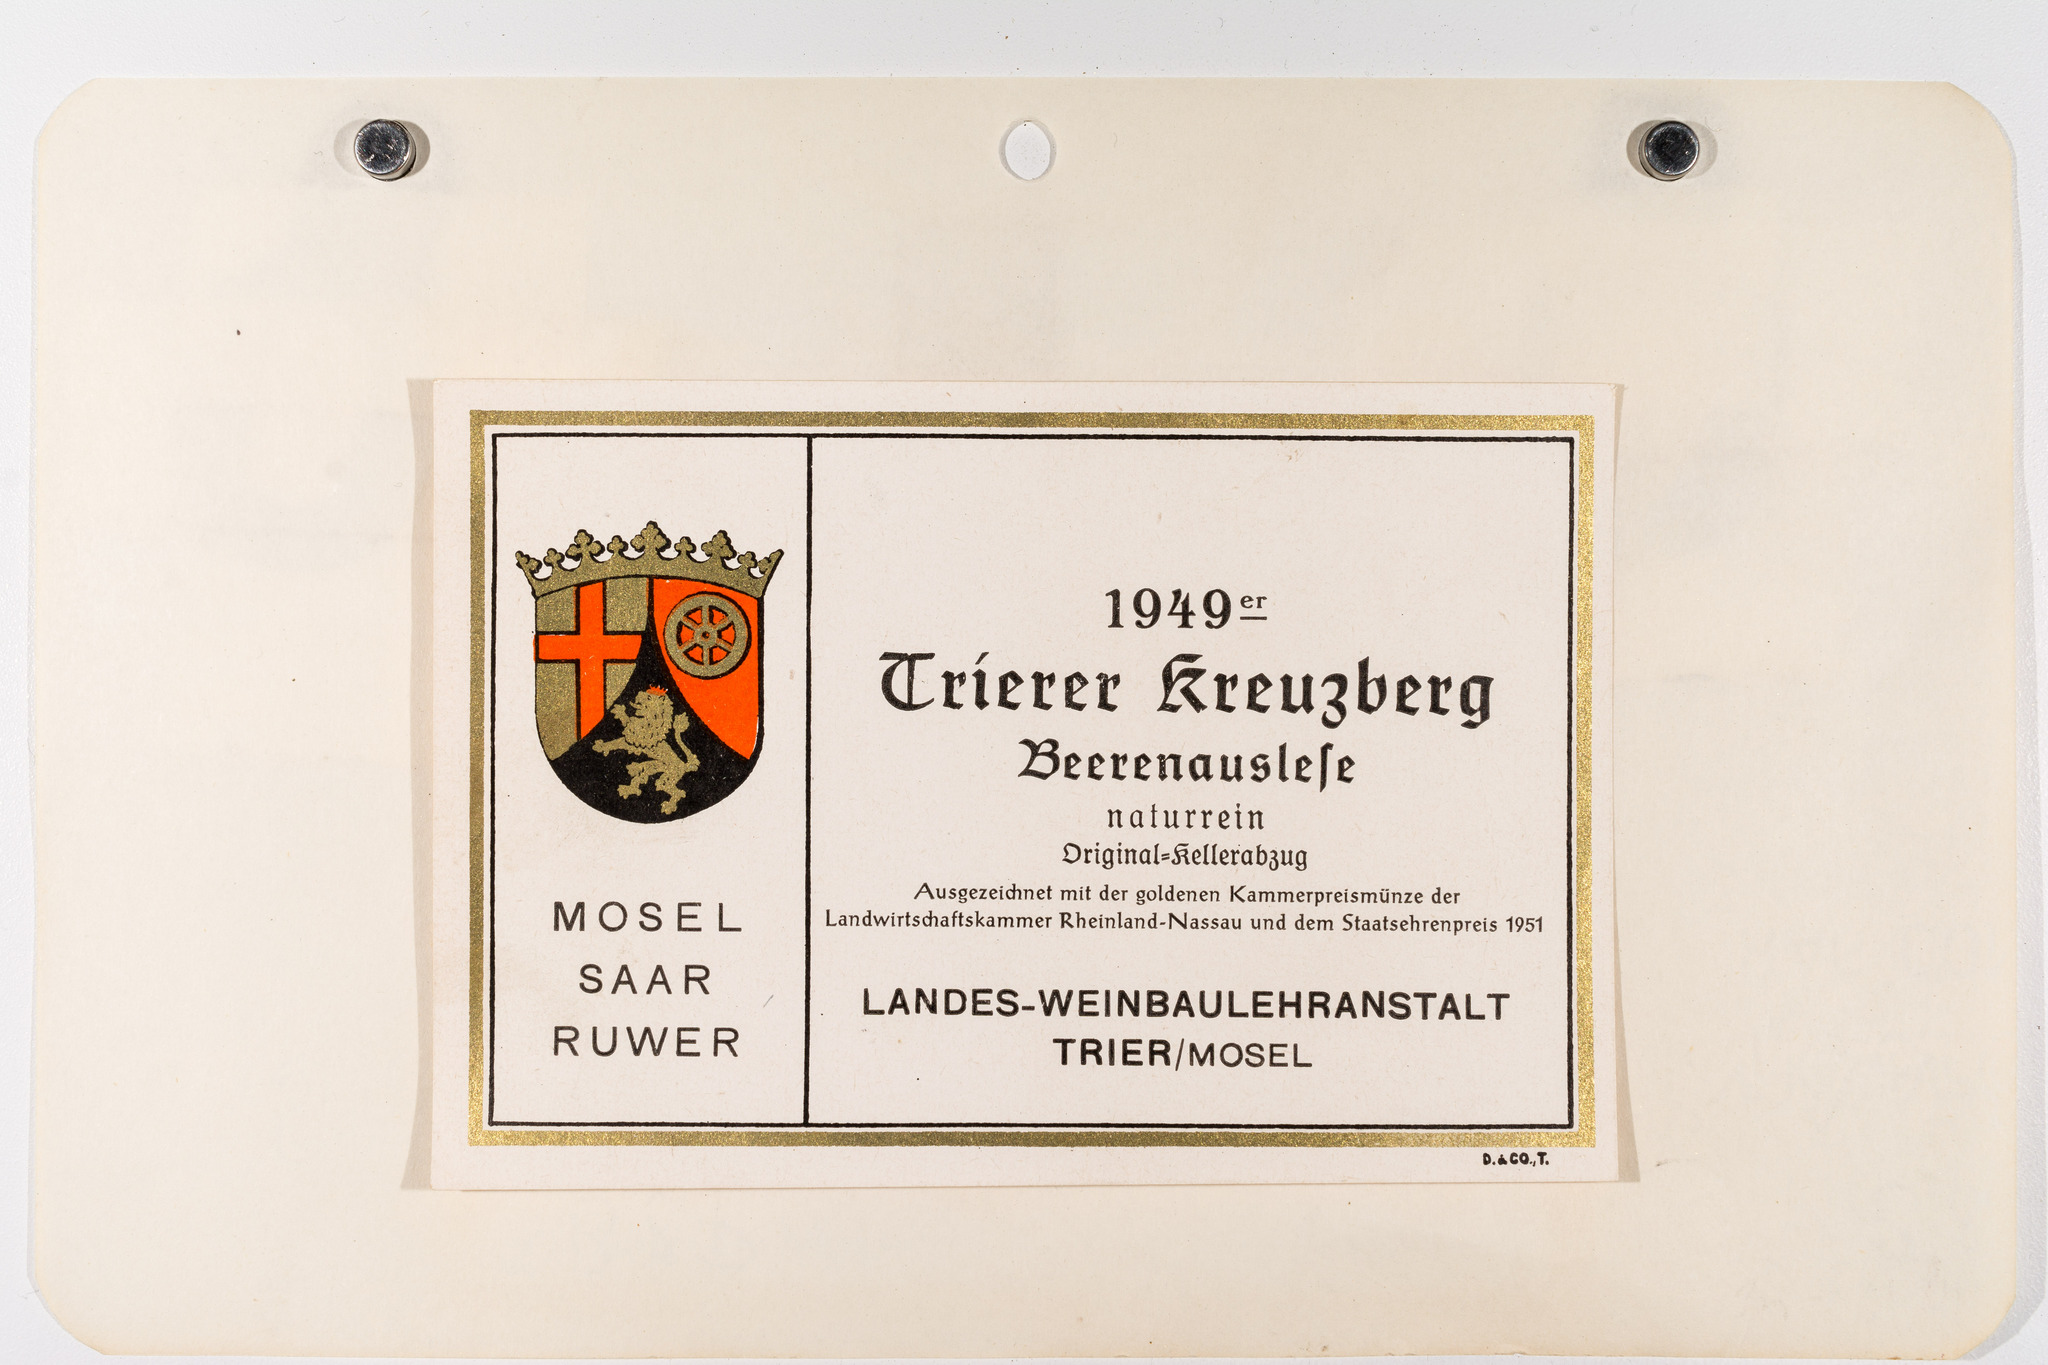 MOSEL
SAAR
RUWER
1949er
Trierer Kreuzberg
Beerenausleſe
naturrein
Original=Kellerabzug
Ausgezeichnet mit der goldenen Kammerpreismünze der
Landwirtschaftskammer Rheinland-Nassau und dem Staatsehrenpreis 1951
LANDES-WEINBAULEHRANSTALT
TRIER/MOSEL
D. & CO., T.